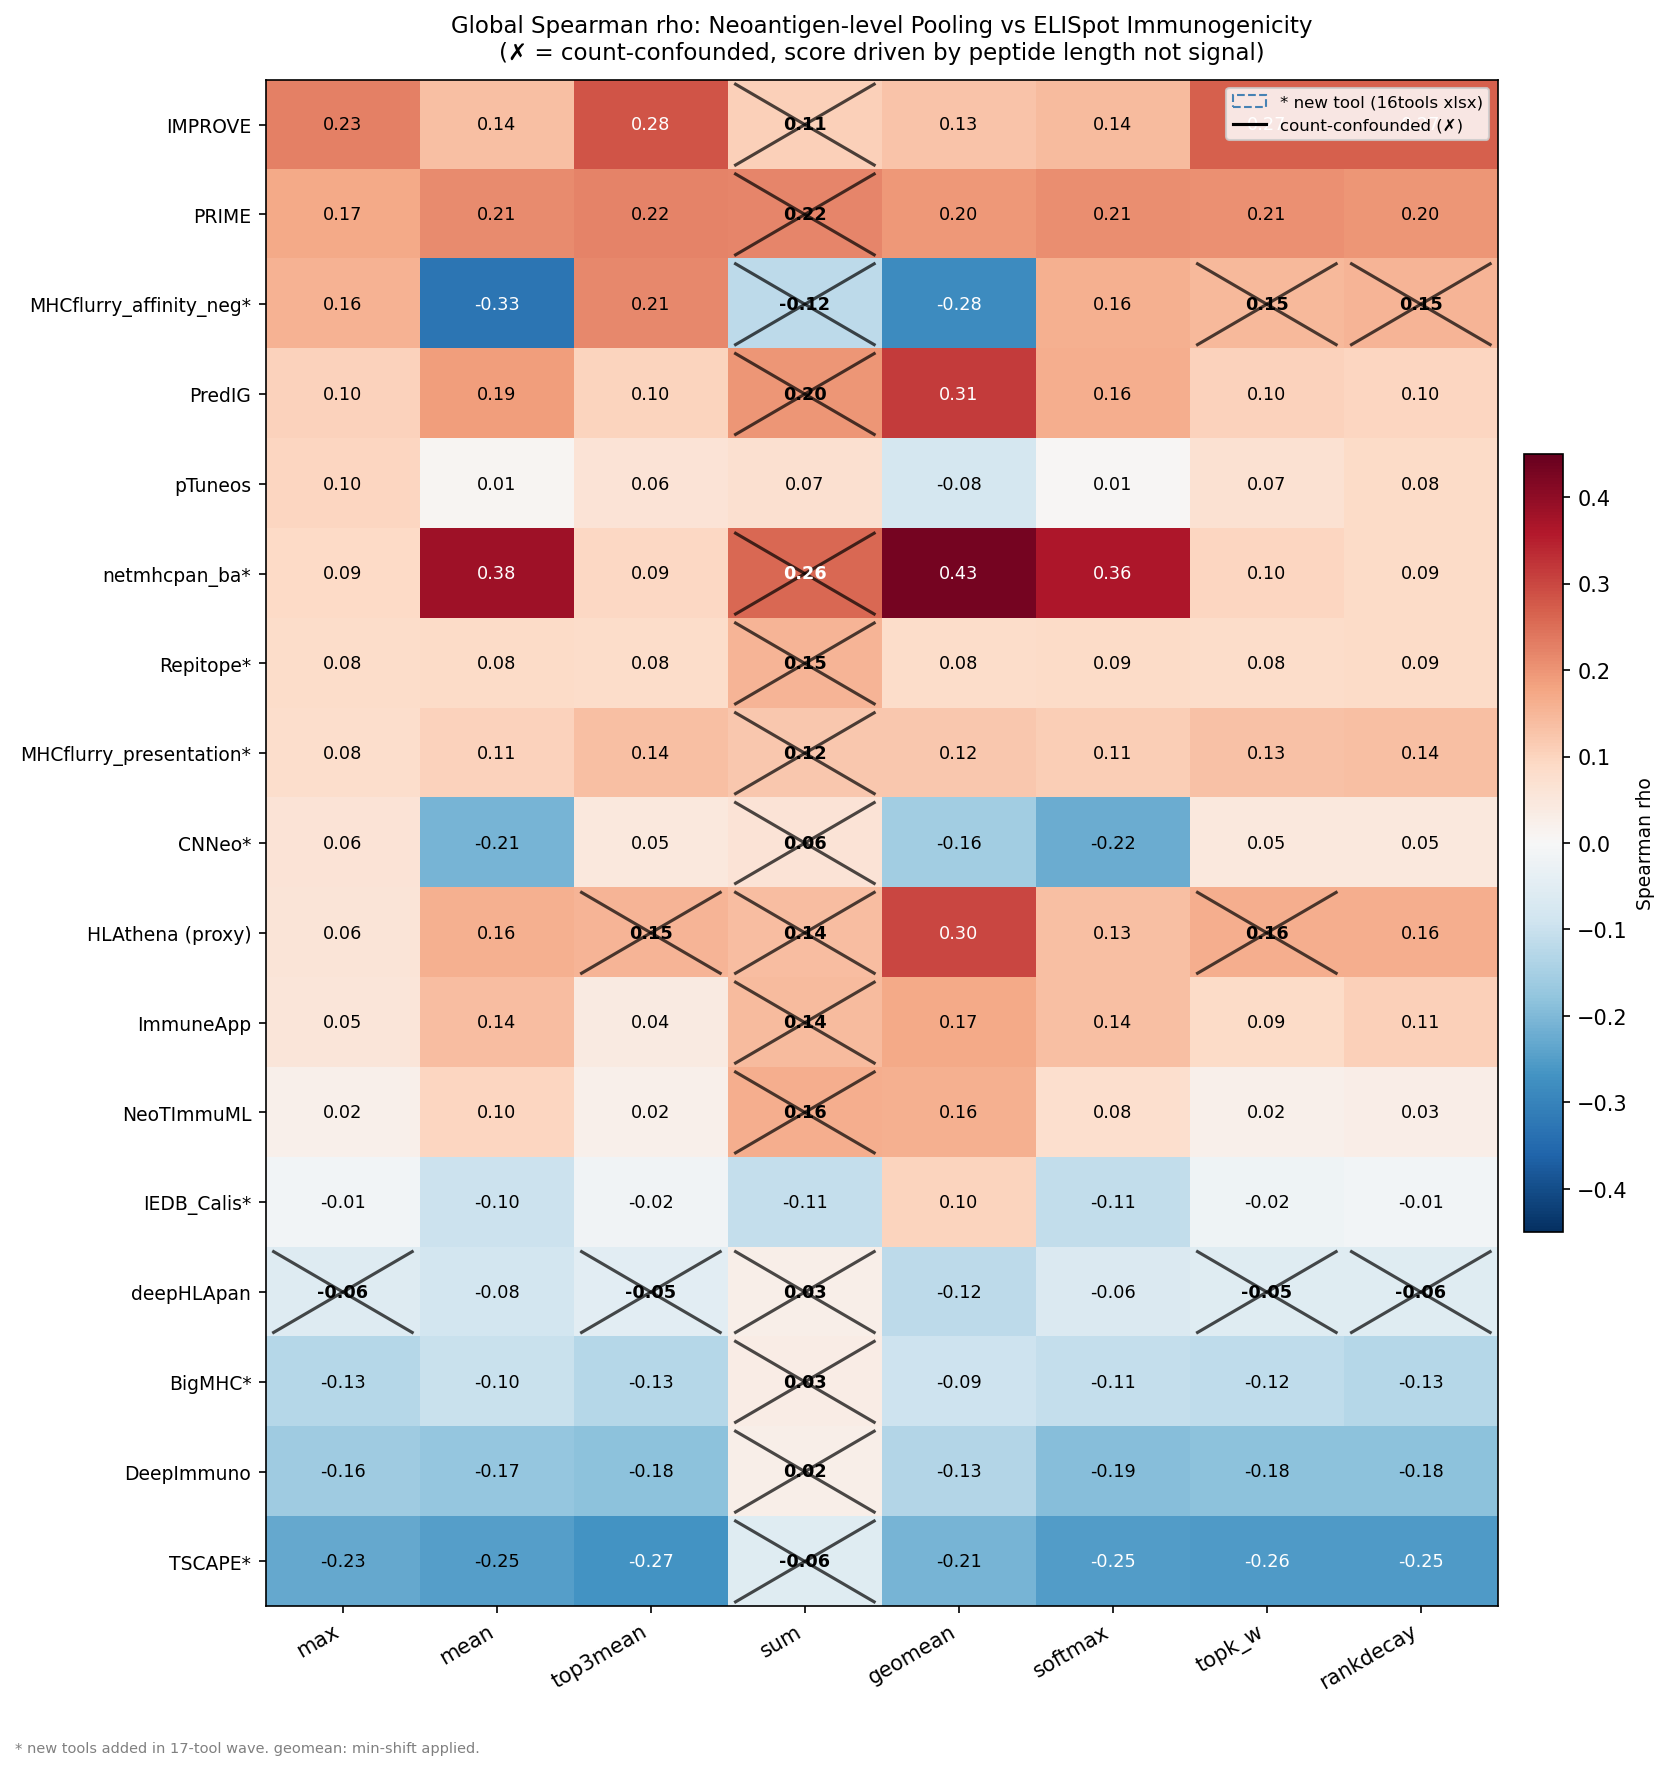 Global Spearman rho: Neoantigen-level Pooling vs ELISpot Immunogenicity
(✗ = count-confounded, score driven by peptide length not signal)
* new tool (16tools xlsx)
count-confounded (✗)
IMPROVE 0.23 0.14 0.28 0.11 0.13 0.14
PRIME 0.17 0.21 0.22 0.22 0.20 0.21 0.21 0.20
MHCflurry_affinity_neg* 0.16 -0.33 0.21 -0.12 -0.28 0.16 0.15 0.15
PredIG 0.10 0.19 0.10 0.20 0.31 0.16 0.10 0.10
pTuneos 0.10 0.01 0.06 0.07 -0.08 0.01 0.07 0.08
netmhcpan_ba* 0.09 0.38 0.09 0.26 0.43 0.36 0.10 0.09
Repitope* 0.08 0.08 0.08 0.15 0.08 0.09 0.08 0.09
MHCflurry_presentation* 0.08 0.11 0.14 0.12 0.12 0.11 0.13 0.14
CNNeo* 0.06 -0.21 0.05 0.06 -0.16 -0.22 0.05 0.05
HLAthena (proxy) 0.06 0.16 0.15 0.14 0.30 0.13 0.16 0.16
ImmuneApp 0.05 0.14 0.04 0.14 0.17 0.14 0.09 0.11
NeoTImmuML 0.02 0.10 0.02 0.16 0.16 0.08 0.02 0.03
IEDB_Calis* -0.01 -0.10 -0.02 -0.11 0.10 -0.11 -0.02 -0.01
deepHLApan -0.06 -0.08 -0.05 0.03 -0.12 -0.06 -0.05 -0.06
BigMHC* -0.13 -0.10 -0.13 0.03 -0.09 -0.11 -0.12 -0.13
DeepImmuno -0.16 -0.17 -0.18 0.02 -0.13 -0.19 -0.18 -0.18
TSCAPE* -0.23 -0.25 -0.27 -0.06 -0.21 -0.25 -0.26 -0.25
max mean top3mean sum geomean softmax topk_w rankdecay
0.4
0.3
0.2
0.1
0.0
−0.1
−0.2
−0.3
−0.4
Spearman rho
* new tools added in 17-tool wave. geomean: min-shift applied.